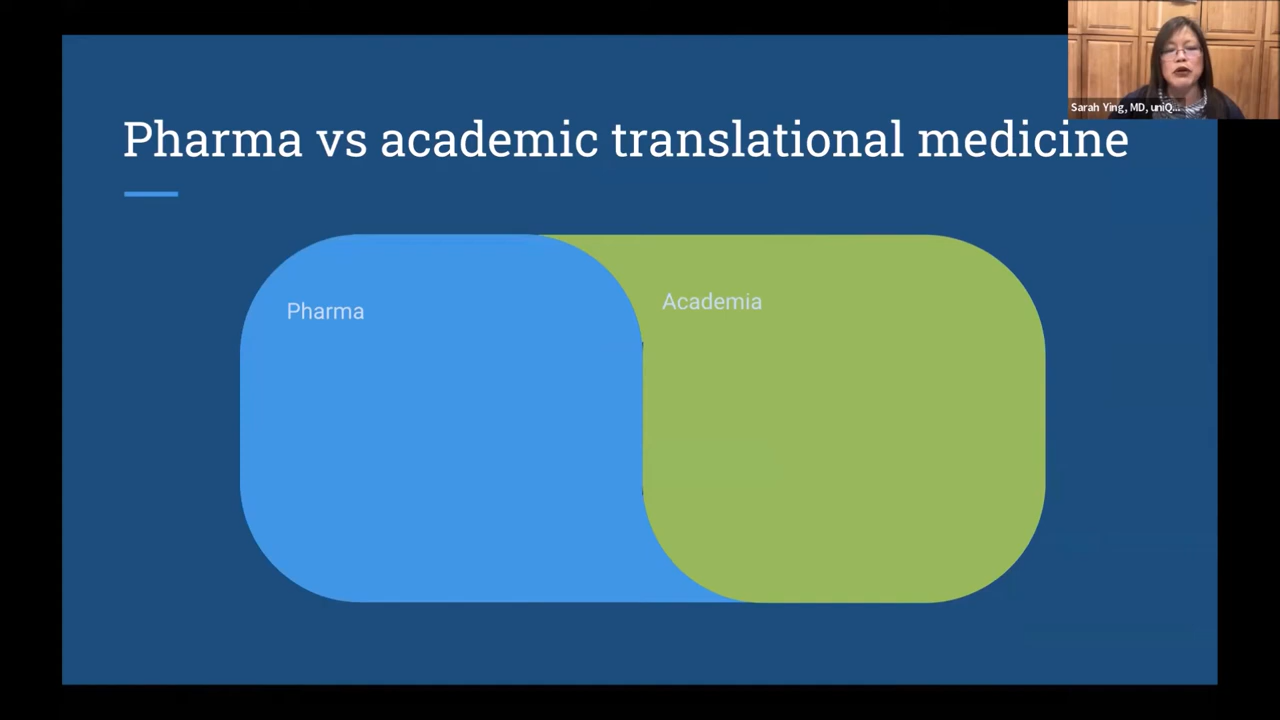 Sarah Ying, MD, uniQ...
Pharma vs academic translational medicine
Pharma
Academia